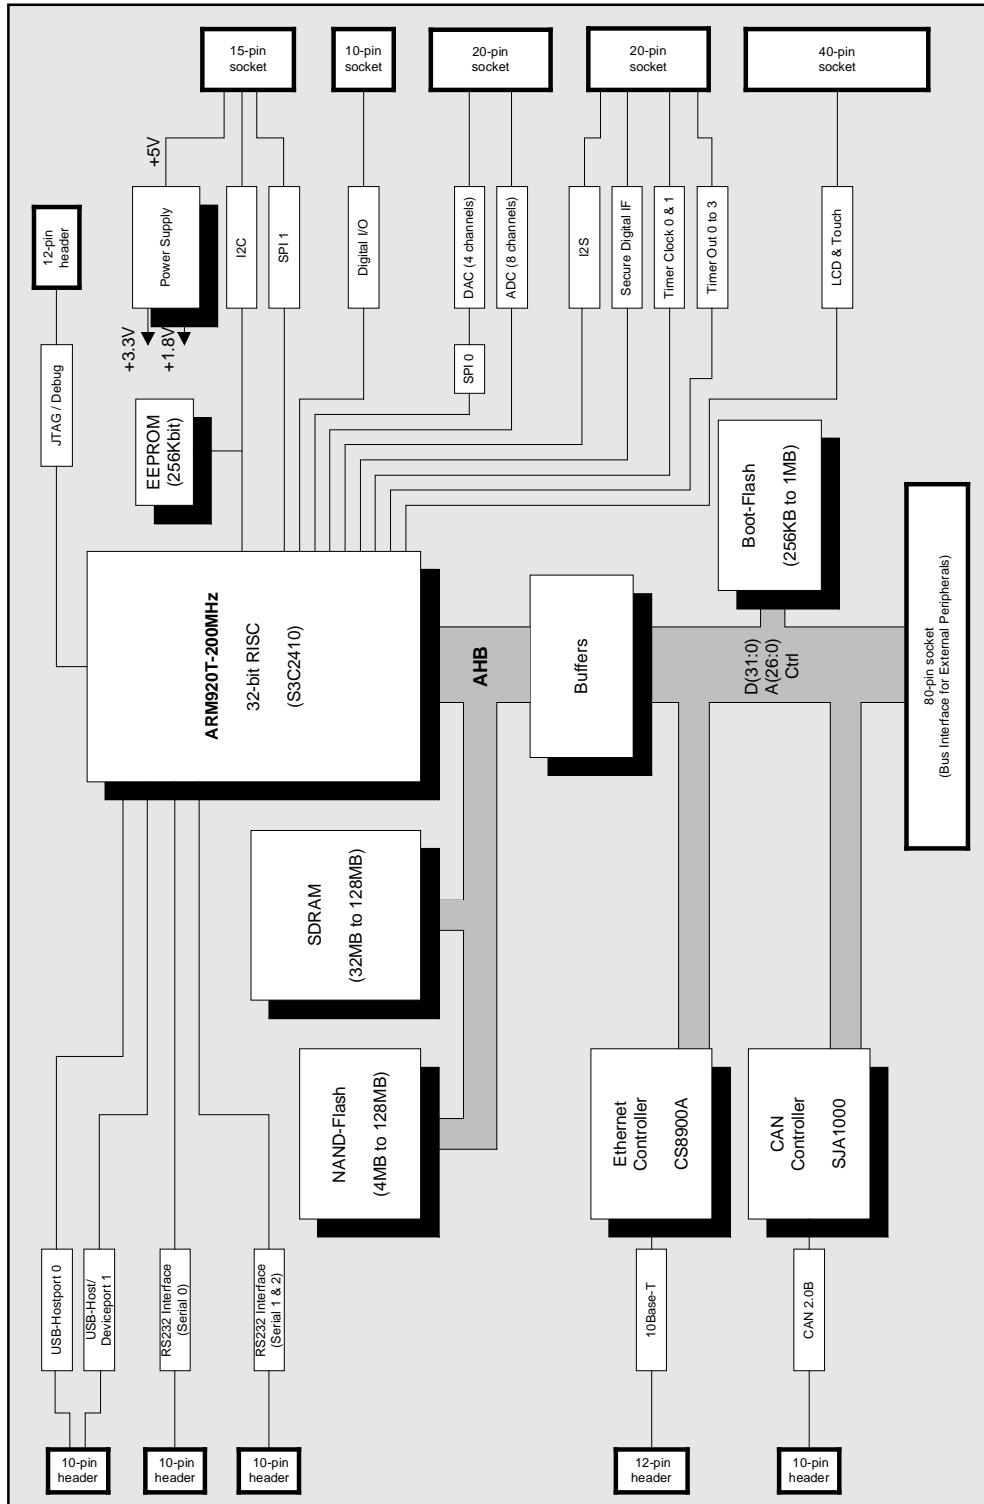 15-pin
socket
10-pin
socket
20-pin
socket
20-pin
socket
40-pin
socket
+5V
12-pin
header
Power Supply
I2C
SPI 1
Digital I/O
DAC (4 channels)
ADC (8 channels)
I2S
Secure Digital IF
Timer Clock 0 & 1
Timer Out 0 to 3
LCD & Touch
+3.3V
+1.8V
SPI 0
JTAG / Debug
EEPROM
(256Kbit)
Boot-Flash
(256KB to 1MB)
ARM920T-200MHz
32-bit RISC
(S3C2410)
AHB
Buffers
D(31:0)
A(26:0)
Ctrl
80-pin socket
(Bus Interface for External Peripherals)
SDRAM
(32MB to 128MB)
NAND-Flash
(4MB to 128MB)
Ethernet
Controller
CS8900A
CAN
Controller
SJA1000
USB-Hostport 0
USB-Host/
Deviceport 1
RS232 Interface
(Serial 0)
RS232 Interface
(Serial 1 & 2)
10Base-T
CAN 2.0B
10-pin
header
10-pin
header
10-pin
header
12-pin
header
10-pin
header